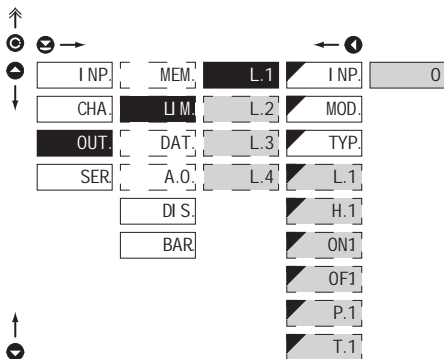 INP. MEM. L.1 INP. 0
CHA. LIM. L.2 MOD.
OUT. DAT. L.3 TYP.
SER. A.O. L.4 L.1
DIS. H.1
BAR. ON1
OF1
P.1
T.1